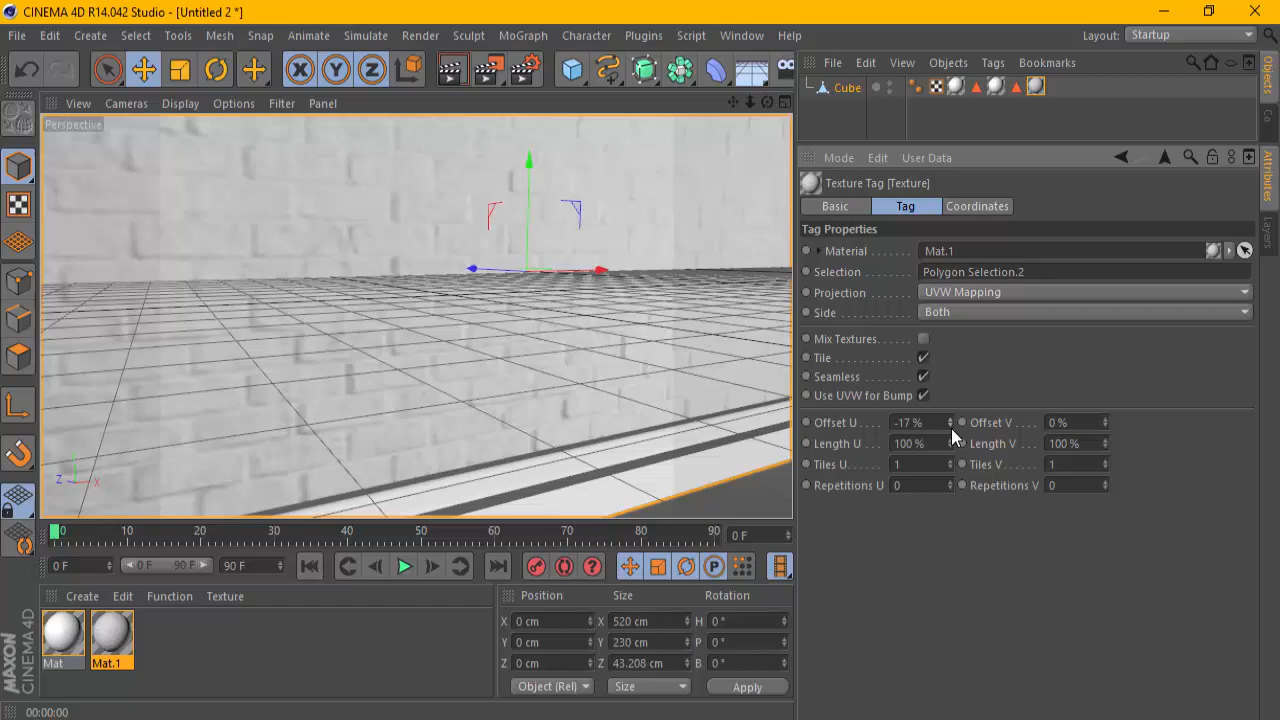 CINEMA 4D R14.042 Studio - [Untitled 2 *]
File Edit Create Select Tools Mesh Snap Animate Simulate Render Sculpt MoGraph Character Plugins Script Window Help Layout: Startup
X Y Z
View Cameras Display Options Filter Panel
Perspective
Z X
File Edit View Objects Tags Bookmarks
Cube
Objects
Co
Attributes
Layers
Mode Edit User Data
Texture Tag [Texture]
Basic Tag Coordinates
Tag Properties
Material Mat.1
Selection Polygon Selection.2
Projection UVW Mapping
Side Both
Mix Textures
Tile
Seamless
Use UVW for Bump
Offset U -17 % Offset V 0 %
Length U 100 % Length V 100 %
Tiles U 1 Tiles V 1
Repetitions U 0 Repetitions V 0
0 10 20 30 40 50 60 70 80 90 0 F
0 F 0 F 90 F 90 F
Create Edit Function Texture
Mat Mat.1
Position Size Rotation
X 0 cm X 520 cm H 0 °
Y 0 cm Y 230 cm P 0 °
Z 0 cm Z 43.208 cm B 0 °
Object (Rel) Size Apply
MAXON CINEMA 4D
00:00:00